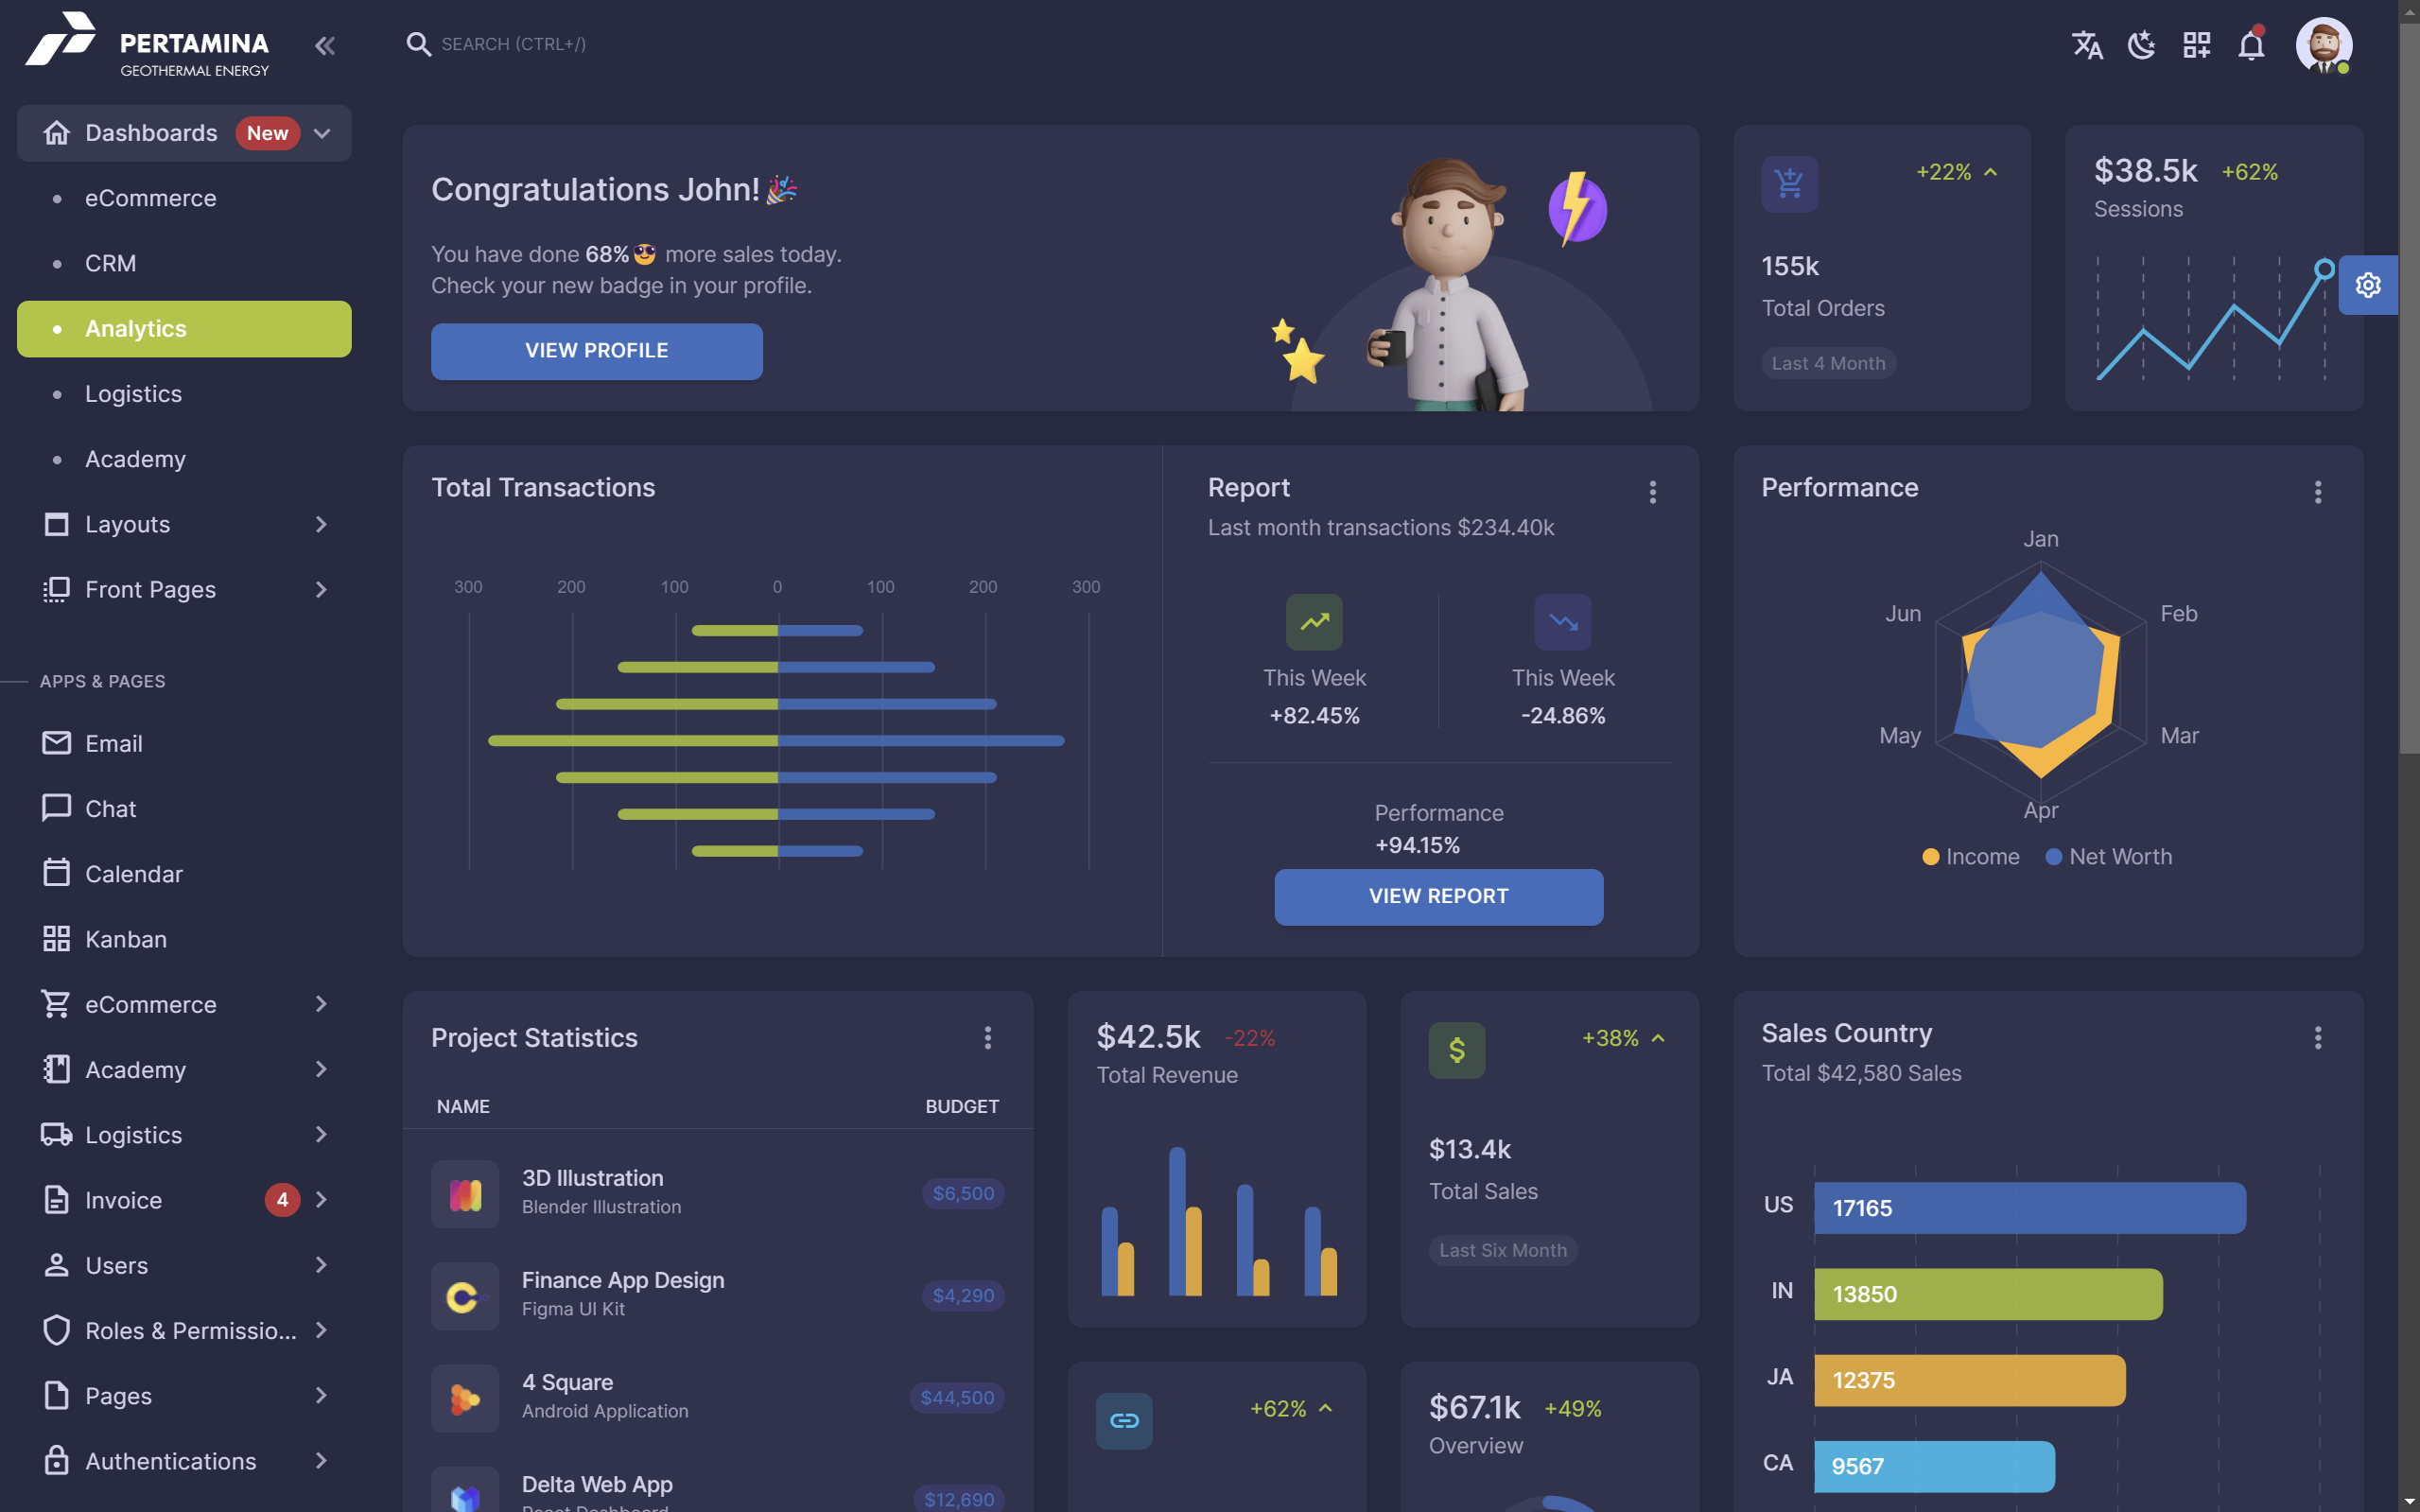 PERTAMINA
GEOTHERMAL ENERGY
SEARCH (CTRL+/)
Dashboards New
eCommerce
CRM
Analytics
Logistics
Academy
Layouts
Front Pages
APPS & PAGES
Email
Chat
Calendar
Kanban
eCommerce
Academy
Logistics
Invoice 4
Users
Roles & Permissio...
Pages
Authentications
Congratulations John!
You have done 68% more sales today.
Check your new badge in your profile.
VIEW PROFILE
+22%
155k
Total Orders
Last 4 Month
$38.5k +62%
Sessions
Total Transactions
300 200 100 0 100 200 300
Report
Last month transactions $234.40k
This Week
+82.45%
This Week
-24.86%
Performance
+94.15%
VIEW REPORT
Performance
Jan
Jun Feb
May Mar
Apr
Income Net Worth
Project Statistics
NAME BUDGET
3D Illustration
Blender Illustration
$6,500
Finance App Design
Figma UI Kit
$4,290
4 Square
Android Application
$44,500
Delta Web App
React Dashboard
$12,690
$42.5k -22%
Total Revenue
$ +38%
$13.4k
Total Sales
Last Six Month
+62%
$67.1k +49%
Overview
Sales Country
Total $42,580 Sales
US 17165
IN 13850
JA 12375
CA 9567